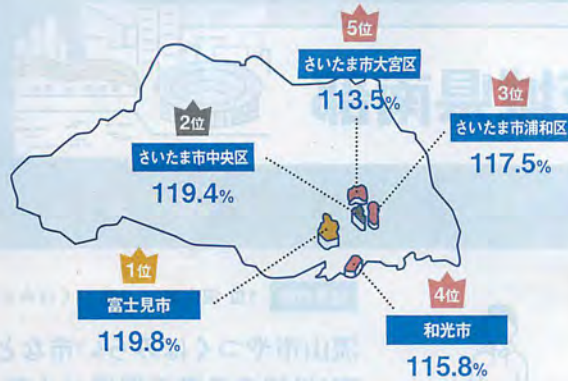 5位
さいたま市大宮区
113.5%
3位
さいたま市浦和区
117.5%
2位
さいたま市中央区
119.4%
1位
富士見市
119.8%
4位
和光市
115.8%